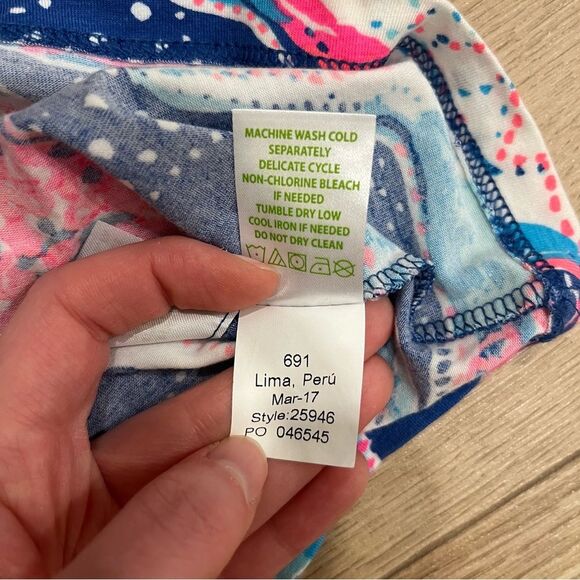 MACHINE WASH COLD
SEPARATELY
DELICATE CYCLE
NON-CHLORINE BLEACH
IF NEEDED
TUMBLE DRY LOW
COOL IRON IF NEEDED
DO NOT DRY CLEAN
691
Lima, Perú
Mar-17
Style:25946
PO 046545